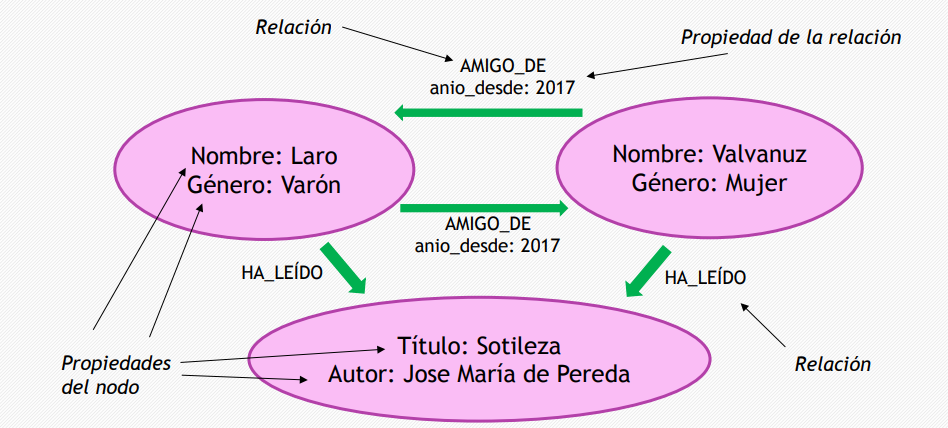 Relación
Propiedad de la relación
AMIGO_DE
anio_desde: 2017
Nombre: Laro
Género: Varón
Nombre: Valvanuz
Género: Mujer
AMIGO_DE
anio_desde: 2017
HA_LEÍDO
HA_LEÍDO
Título: Sotileza
Autor: Jose María de Pereda
Propiedades
del nodo
Relación